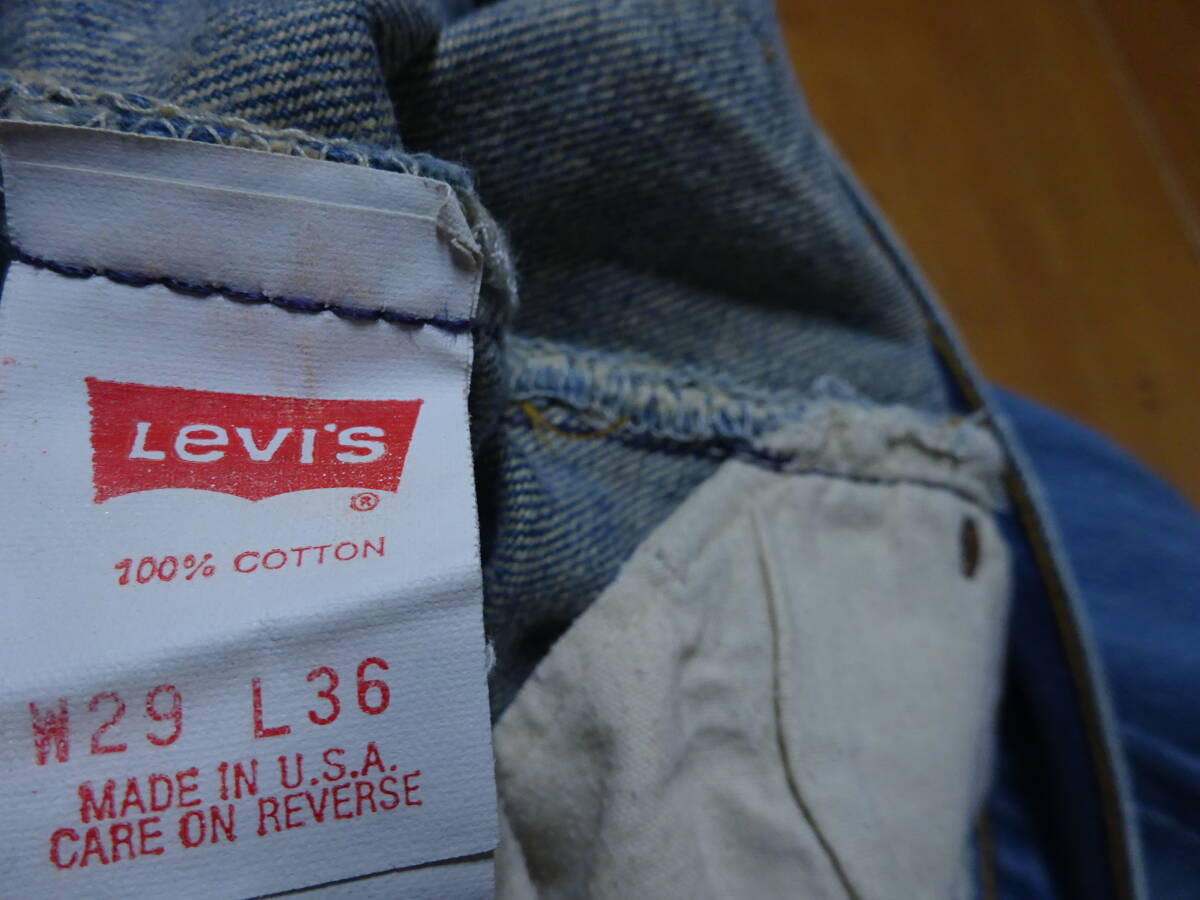 LEVI'S
®
100% COTTON
W29 L36
MADE IN U.S.A.
CARE ON REVERSE